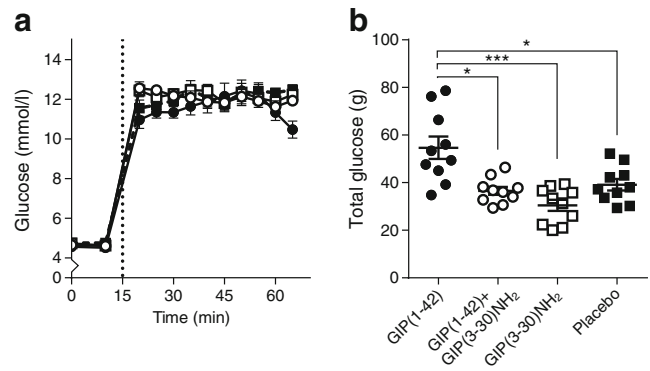 a
Glucose (mmol/l)
14
12
10
8
6
4
0
0 15 30 45 60
Time (min)
b
Total glucose (g)
100
80
60
40
20
0
*
***
*
GIP(1-42)
GIP(1-42)+
GIP(3-30)NH₂
GIP(3-30)NH₂
Placebo